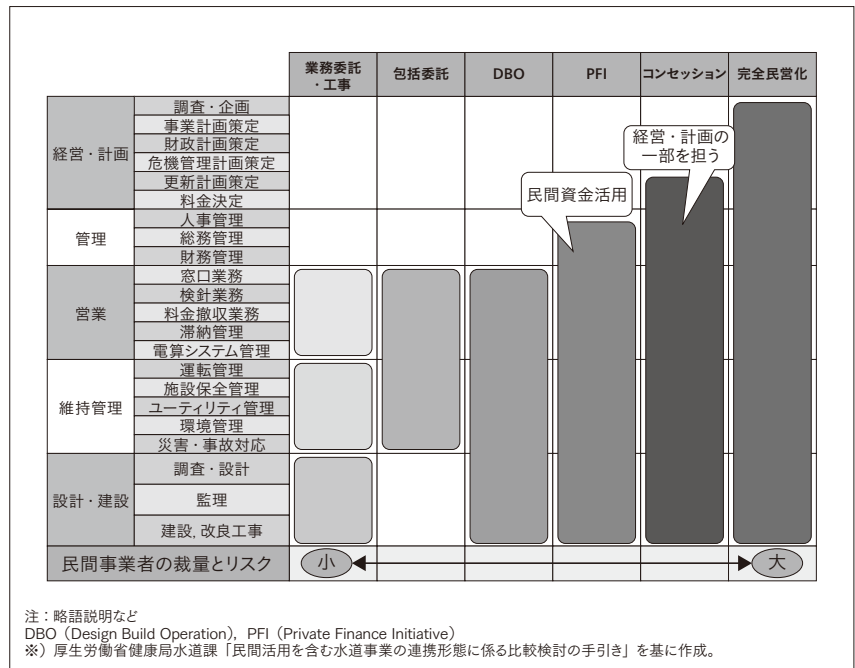 業務委託
・工事
包括委託
DBO
PFI
コンセッション
完全民営化
経営・計画
調査・企画
事業計画策定
財政計画策定
危機管理計画策定
更新計画策定
料金決定
管理
人事管理
総務管理
財務管理
営業
窓口業務
検針業務
料金撤収業務
滞納管理
電算システム管理
維持管理
運転管理
施設保全管理
ユーティリティ管理
環境管理
災害・事故対応
設計・建設
調査・設計
監理
建設, 改良工事
民間資金活用
経営・計画の
一部を担う
民間事業者の裁量とリスク
小
大
注：略語説明など
DBO（Design Build Operation），PFI（Private Finance Initiative）
※）厚生労働省健康局水道課「民間活用を含む水道事業の連携形態に係る比較検討の手引き」を基に作成。